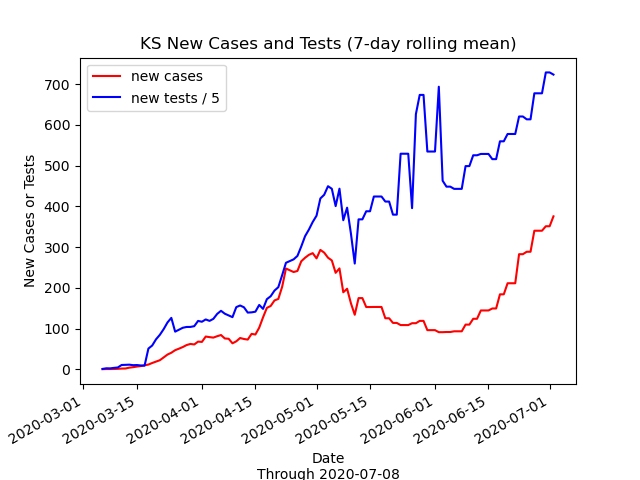 KS New Cases and Tests (7-day rolling mean)
new cases
new tests / 5
700
600
500
400
300
200
100
0
New Cases or Tests
2020-03-01
2020-03-15
2020-04-01
2020-04-15
2020-05-01
2020-05-15
2020-06-01
2020-06-15
2020-07-01
Date
Through 2020-07-08